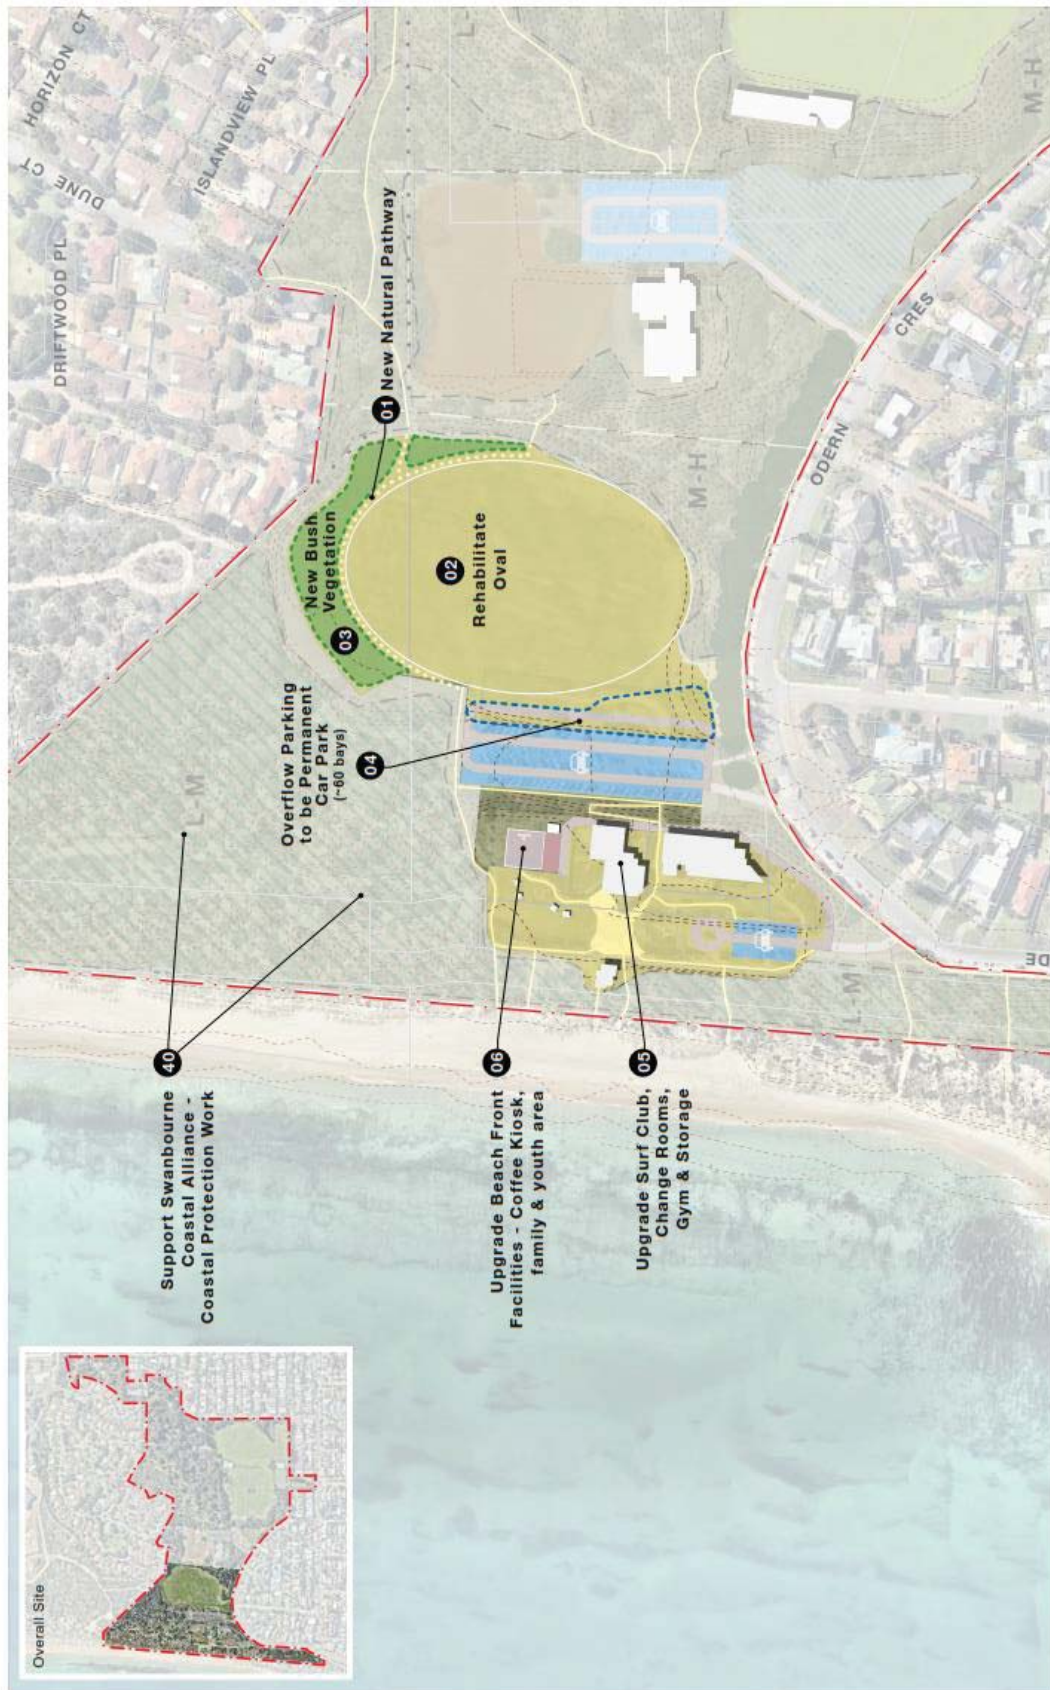 Overall Site
40
Support Swanbourne
Coastal Alliance -
Coastal Protection Work
06
Upgrade Beach Front
Facilities - Coffee Kiosk,
family & youth area
05
Upgrade Surf Club,
Change Rooms,
Gym & Storage
Overflow Parking
to be Permanent
Car Park
(~60 bays)
04
03
New Bush
Vegetation
02
Rehabilitate
Oval
01 New Natural Pathway
DRIFTWOOD PL
DUNE CT
HORIZON CT
ISLANDVIEW PL
L - M
M-H
M-H
L - M
L
ODERN
CRES
DE